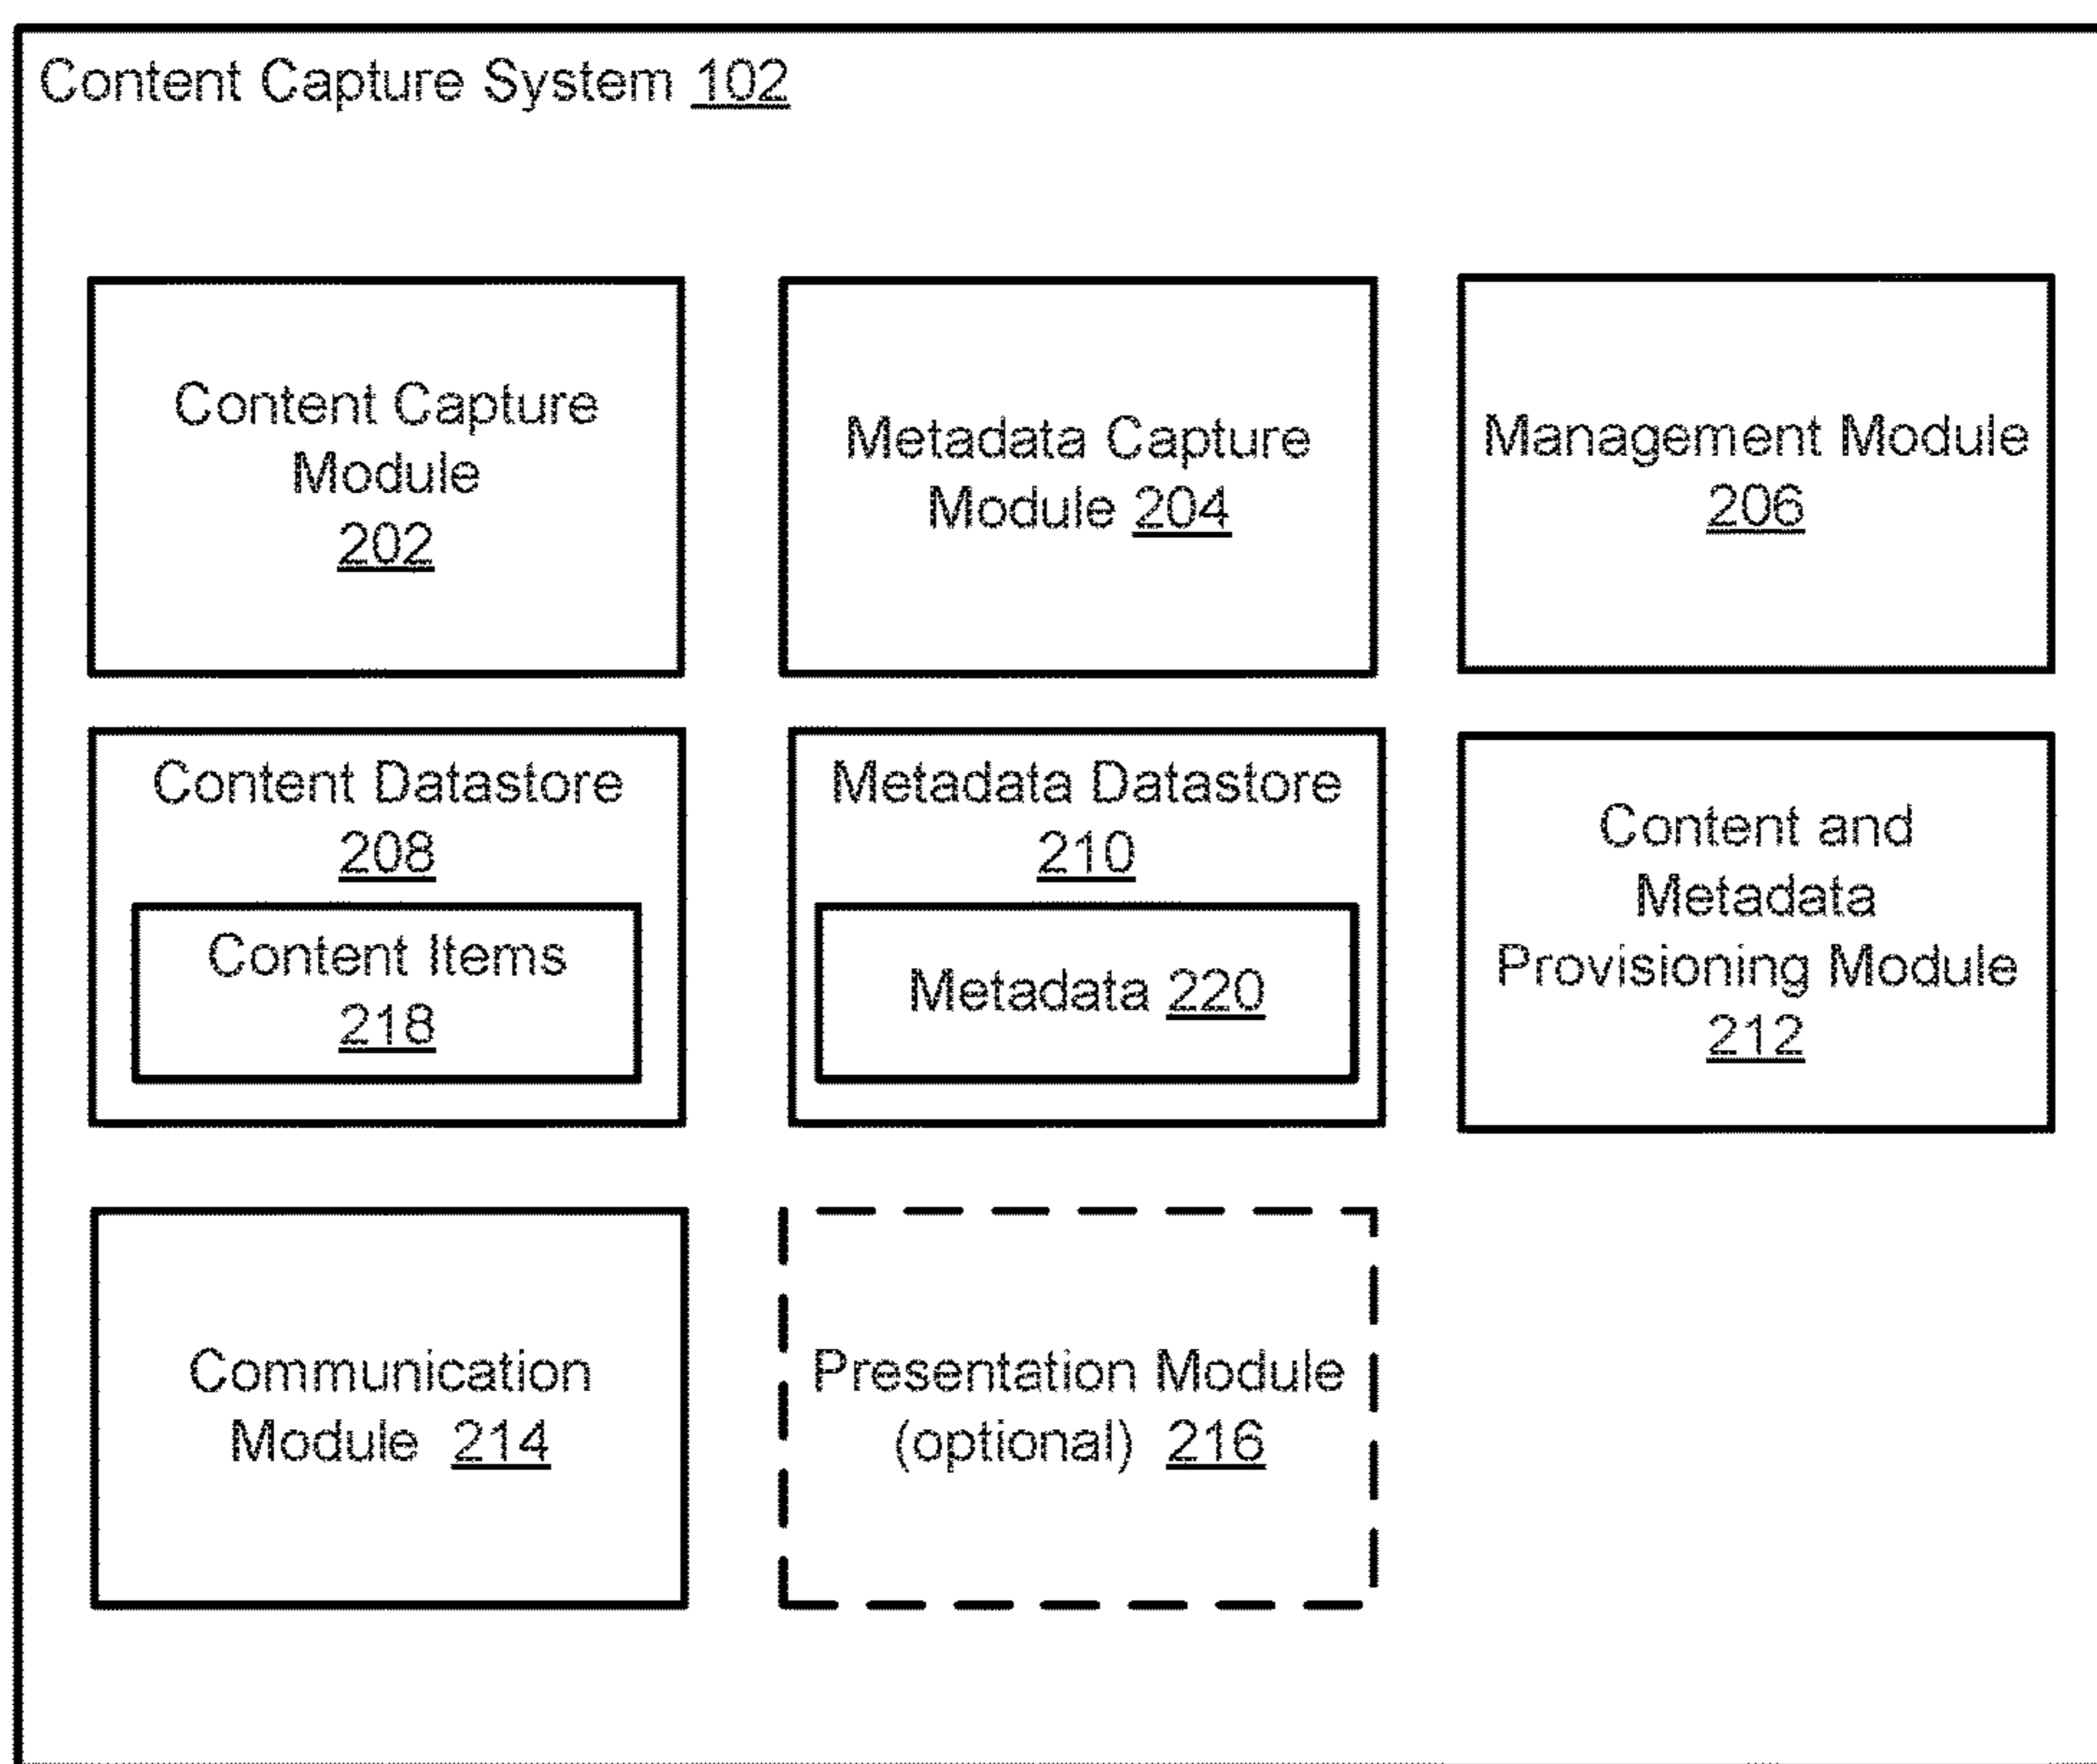 Content Capture System 102
Content Capture
Module
202
Metadata Capture
Module 204
Management Module
206
Content Datastore
208
Content Items
218
Metadata Datastore
210
Metadata 220
Content and
Metadata
Provisioning Module
212
Communication
Module 214
Presentation Module
(optional) 216